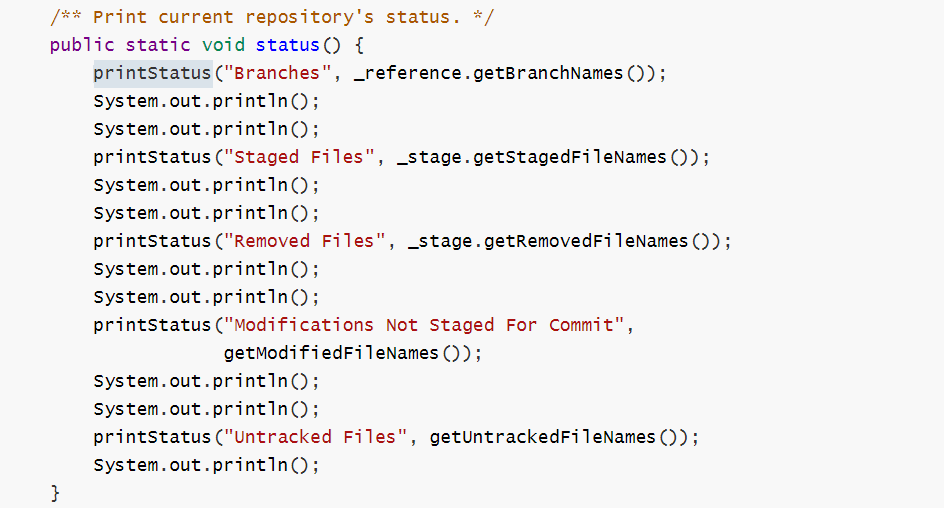 /** Print current repository's status. */
public static void status() {
printStatus("Branches", _reference.getBranchNames());
System.out.println();
System.out.println();
printStatus("Staged Files", _stage.getStagedFileNames());
System.out.println();
System.out.println();
printStatus("Removed Files", _stage.getRemovedFileNames());
System.out.println();
System.out.println();
printStatus("Modifications Not Staged For Commit",
getModifiedFileNames());
System.out.println();
System.out.println();
printStatus("Untracked Files", getUntrackedFileNames());
System.out.println();
}